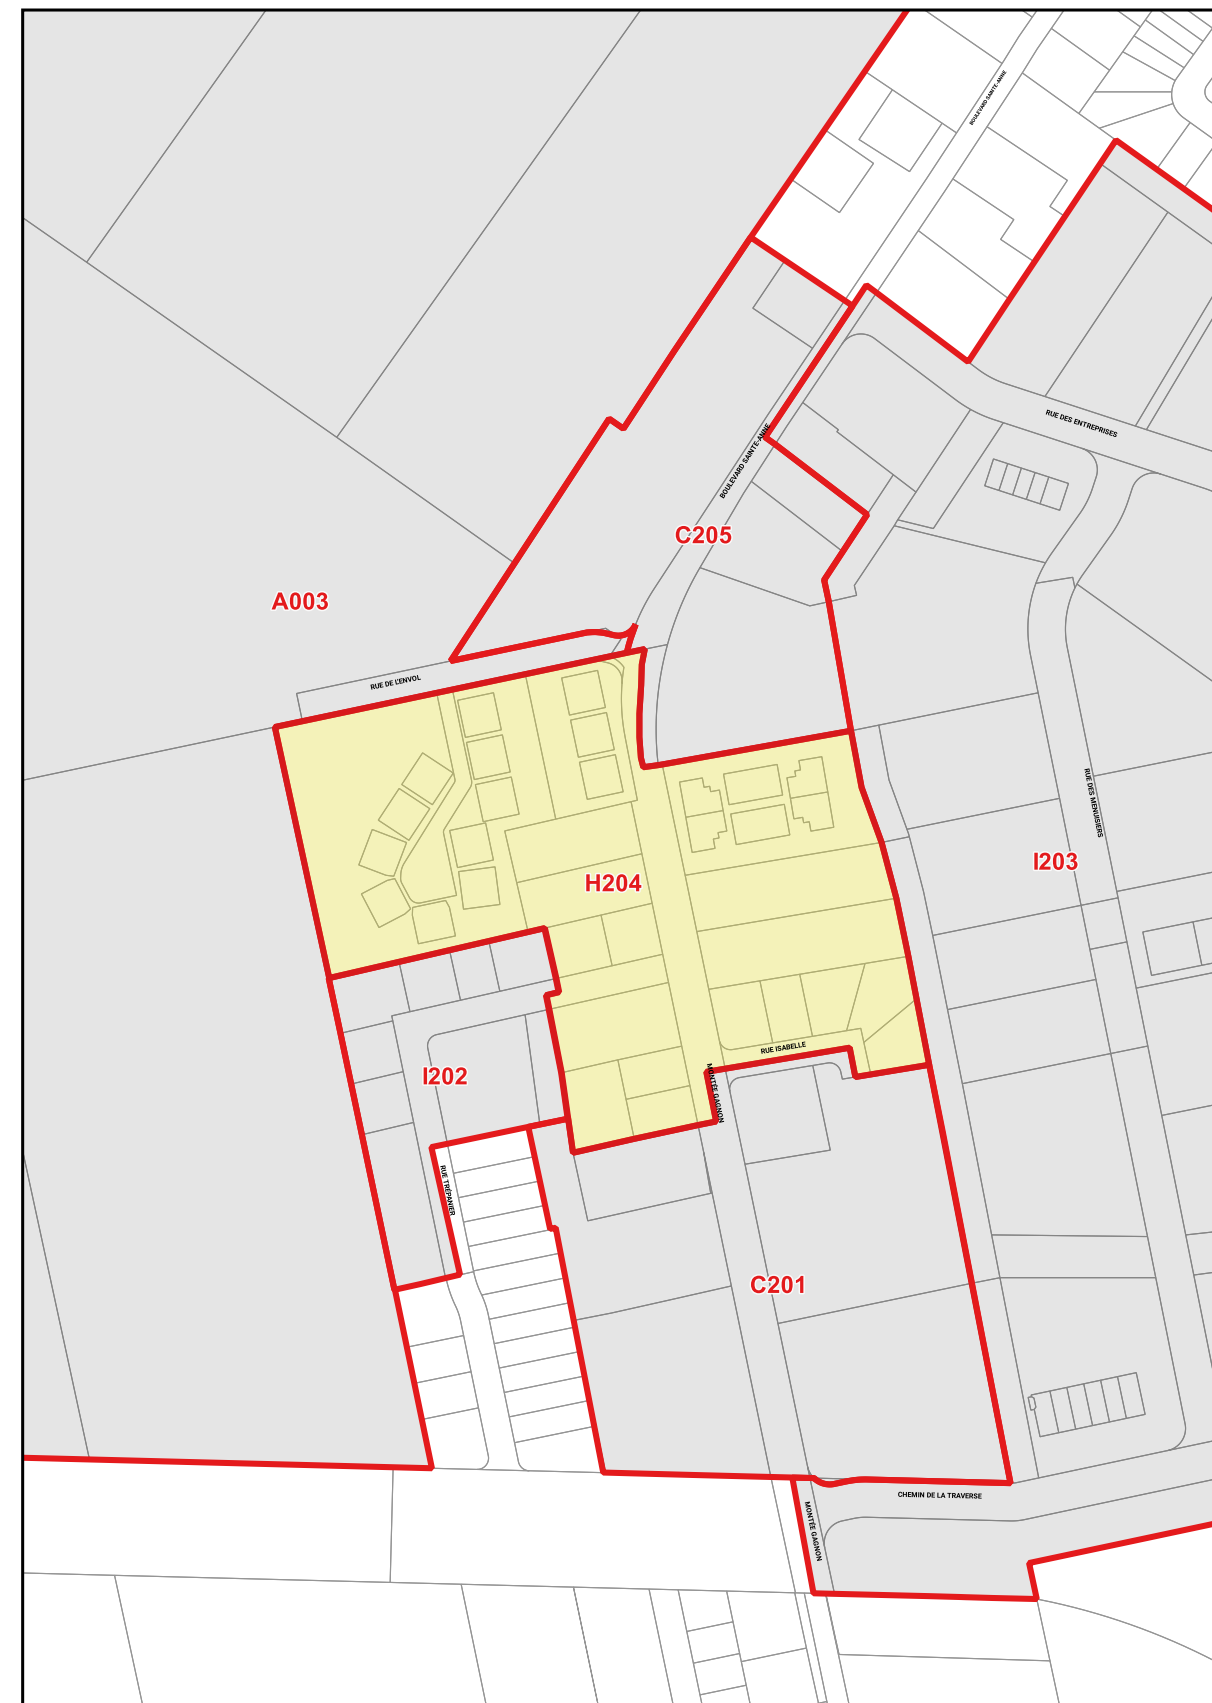 BOULEVARD SAINTE-ANNE
RUE DES ENTREPRISES
BOULEVARD SAINTE-ANNE
C205
A003
RUE DE L'ENVOL
RUE DES MENUISIERS
I203
H204
RUE ISABELLE
I202
MONTÉE GAGNON
RUE TRÉPANIER
C201
CHEMIN DE LA TRAVERSE
MONTÉE GAGNON